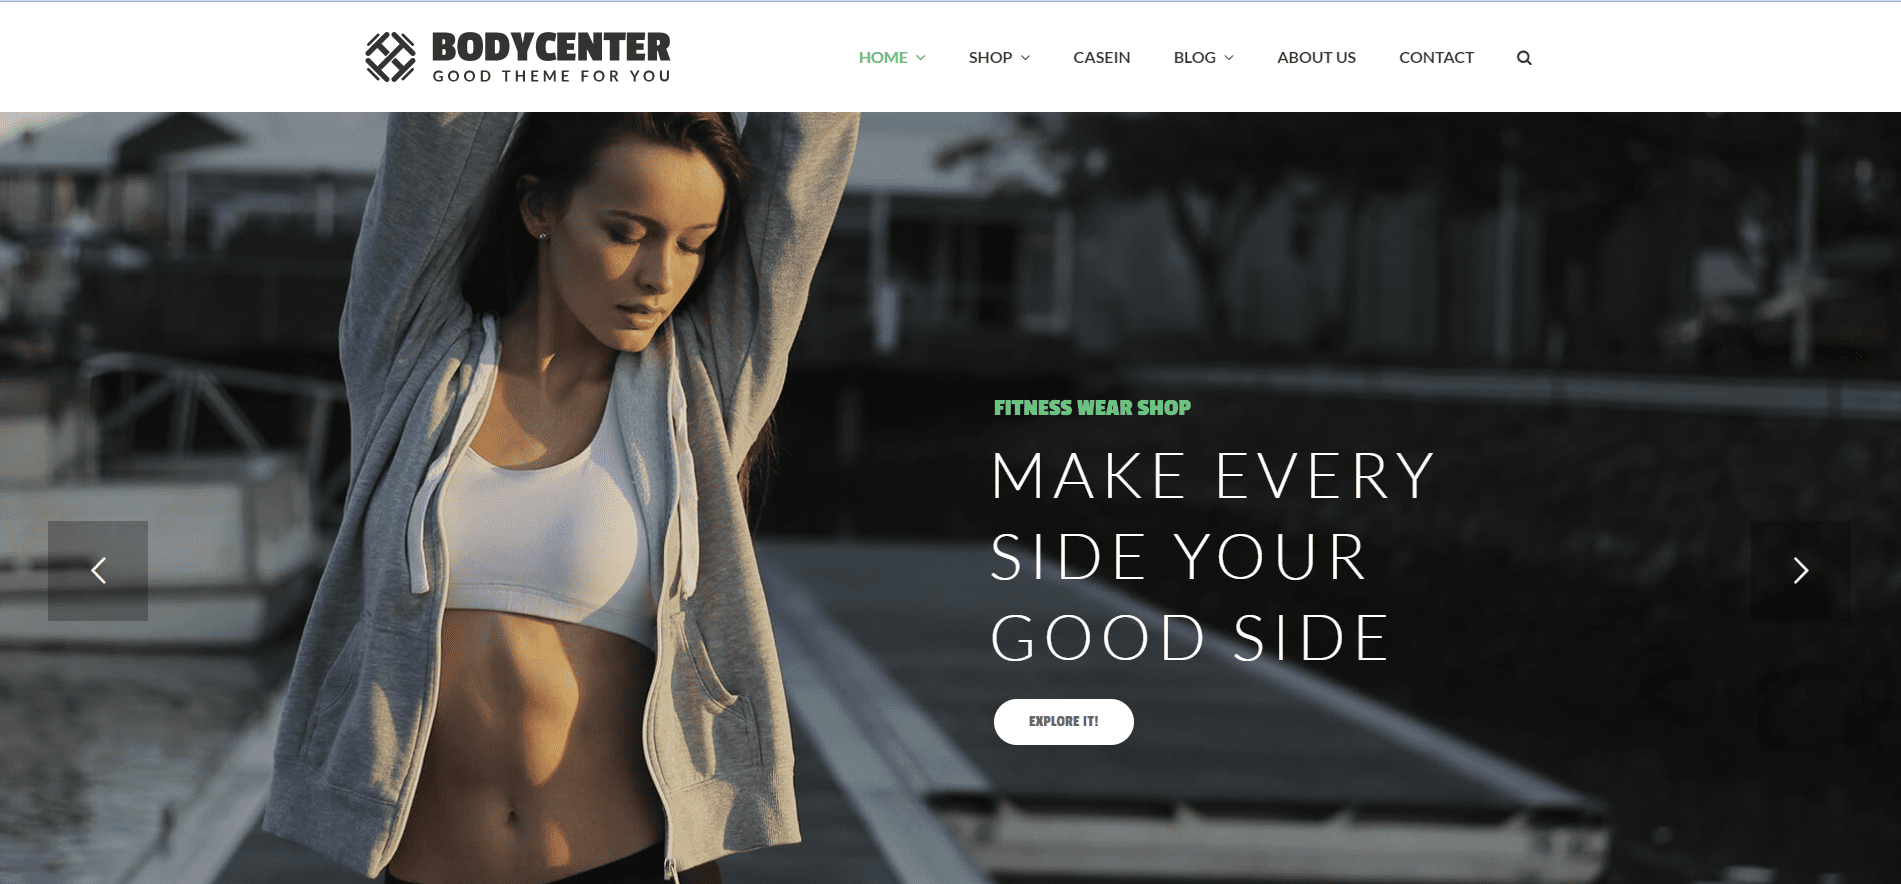 BODYCENTER
GOOD THEME FOR YOU
HOME SHOP CASEIN BLOG ABOUT US CONTACT
FITNESS WEAR SHOP
MAKE EVERY
SIDE YOUR
GOOD SIDE
EXPLORE IT!